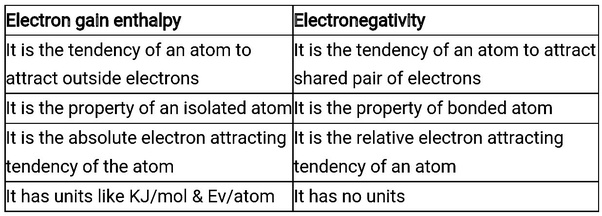 Electron gain enthalpy
Electronegativity
It is the tendency of an atom to
attract outside electrons
It is the tendency of an atom to attract
shared pair of electrons
It is the property of an isolated atom
It is the property of bonded atom
It is the absolute electron attracting
tendency of the atom
It is the relative electron attracting
tendency of an atom
It has units like KJ/mol & Ev/atom
It has no units